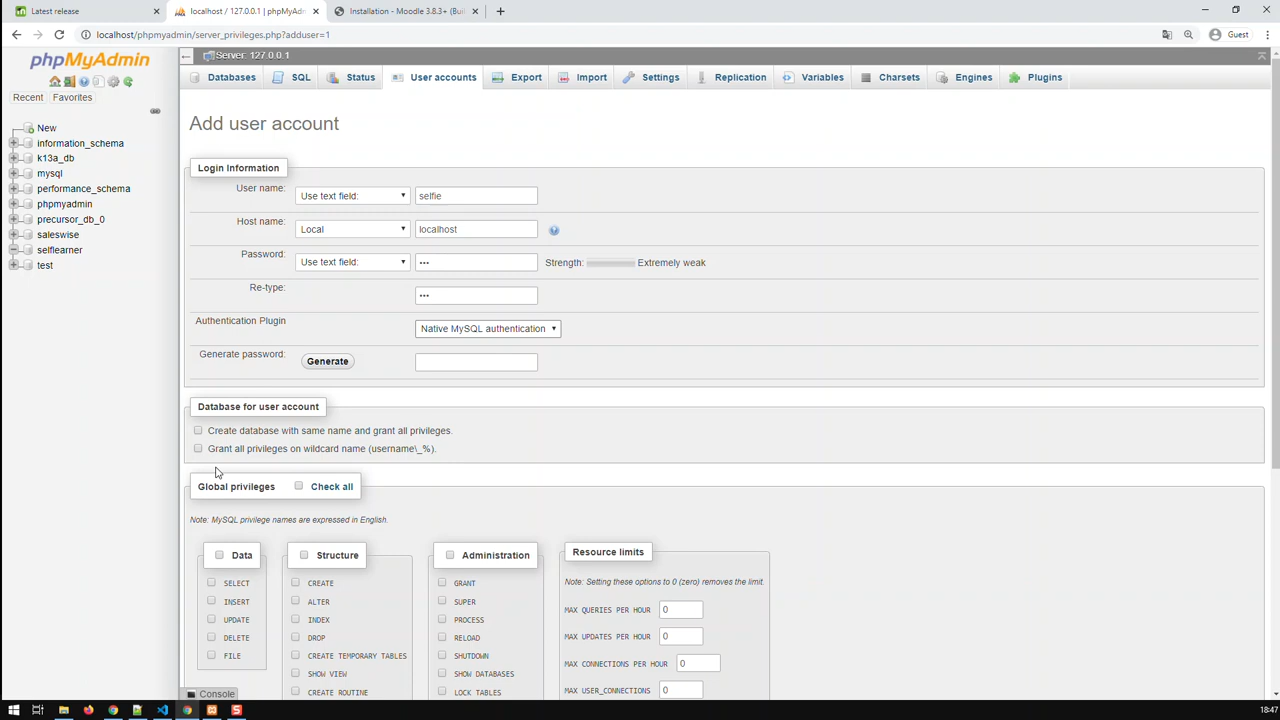 Latest release
localhost / 127.0.0.1 | phpMyAdm
Installation - Moodle 3.8.3+ (Buil
localhost/phpmyadmin/server_privileges.php?adduser=1
Guest
phpMyAdmin
Recent
Favorites
New
information_schema
k13a_db
mysql
performance_schema
phpmyadmin
precursor_db_0
saleswise
selflearner
test
Server: 127.0.0.1
Databases
SQL
Status
User accounts
Export
Import
Settings
Replication
Variables
Charsets
Engines
Plugins
Add user account
Login Information
User name:
Use text field:
selfie
Host name:
Local
localhost
Password:
Use text field:
•••
Strength:
Extremely weak
Re-type:
•••
Authentication Plugin
Native MySQL authentication
Generate password:
Generate
Database for user account
Create database with same name and grant all privileges.
Grant all privileges on wildcard name (username\_%).
Global privileges
Check all
Note: MySQL privilege names are expressed in English.
Data
SELECT
INSERT
UPDATE
DELETE
FILE
Structure
CREATE
ALTER
INDEX
DROP
CREATE TEMPORARY TABLES
SHOW VIEW
CREATE ROUTINE
Administration
GRANT
SUPER
PROCESS
RELOAD
SHUTDOWN
SHOW DATABASES
LOCK TABLES
Resource limits
Note: Setting these options to 0 (zero) removes the limit.
MAX QUERIES PER HOUR 0
MAX UPDATES PER HOUR 0
MAX CONNECTIONS PER HOUR 0
MAX USER_CONNECTIONS 0
Console
18:47